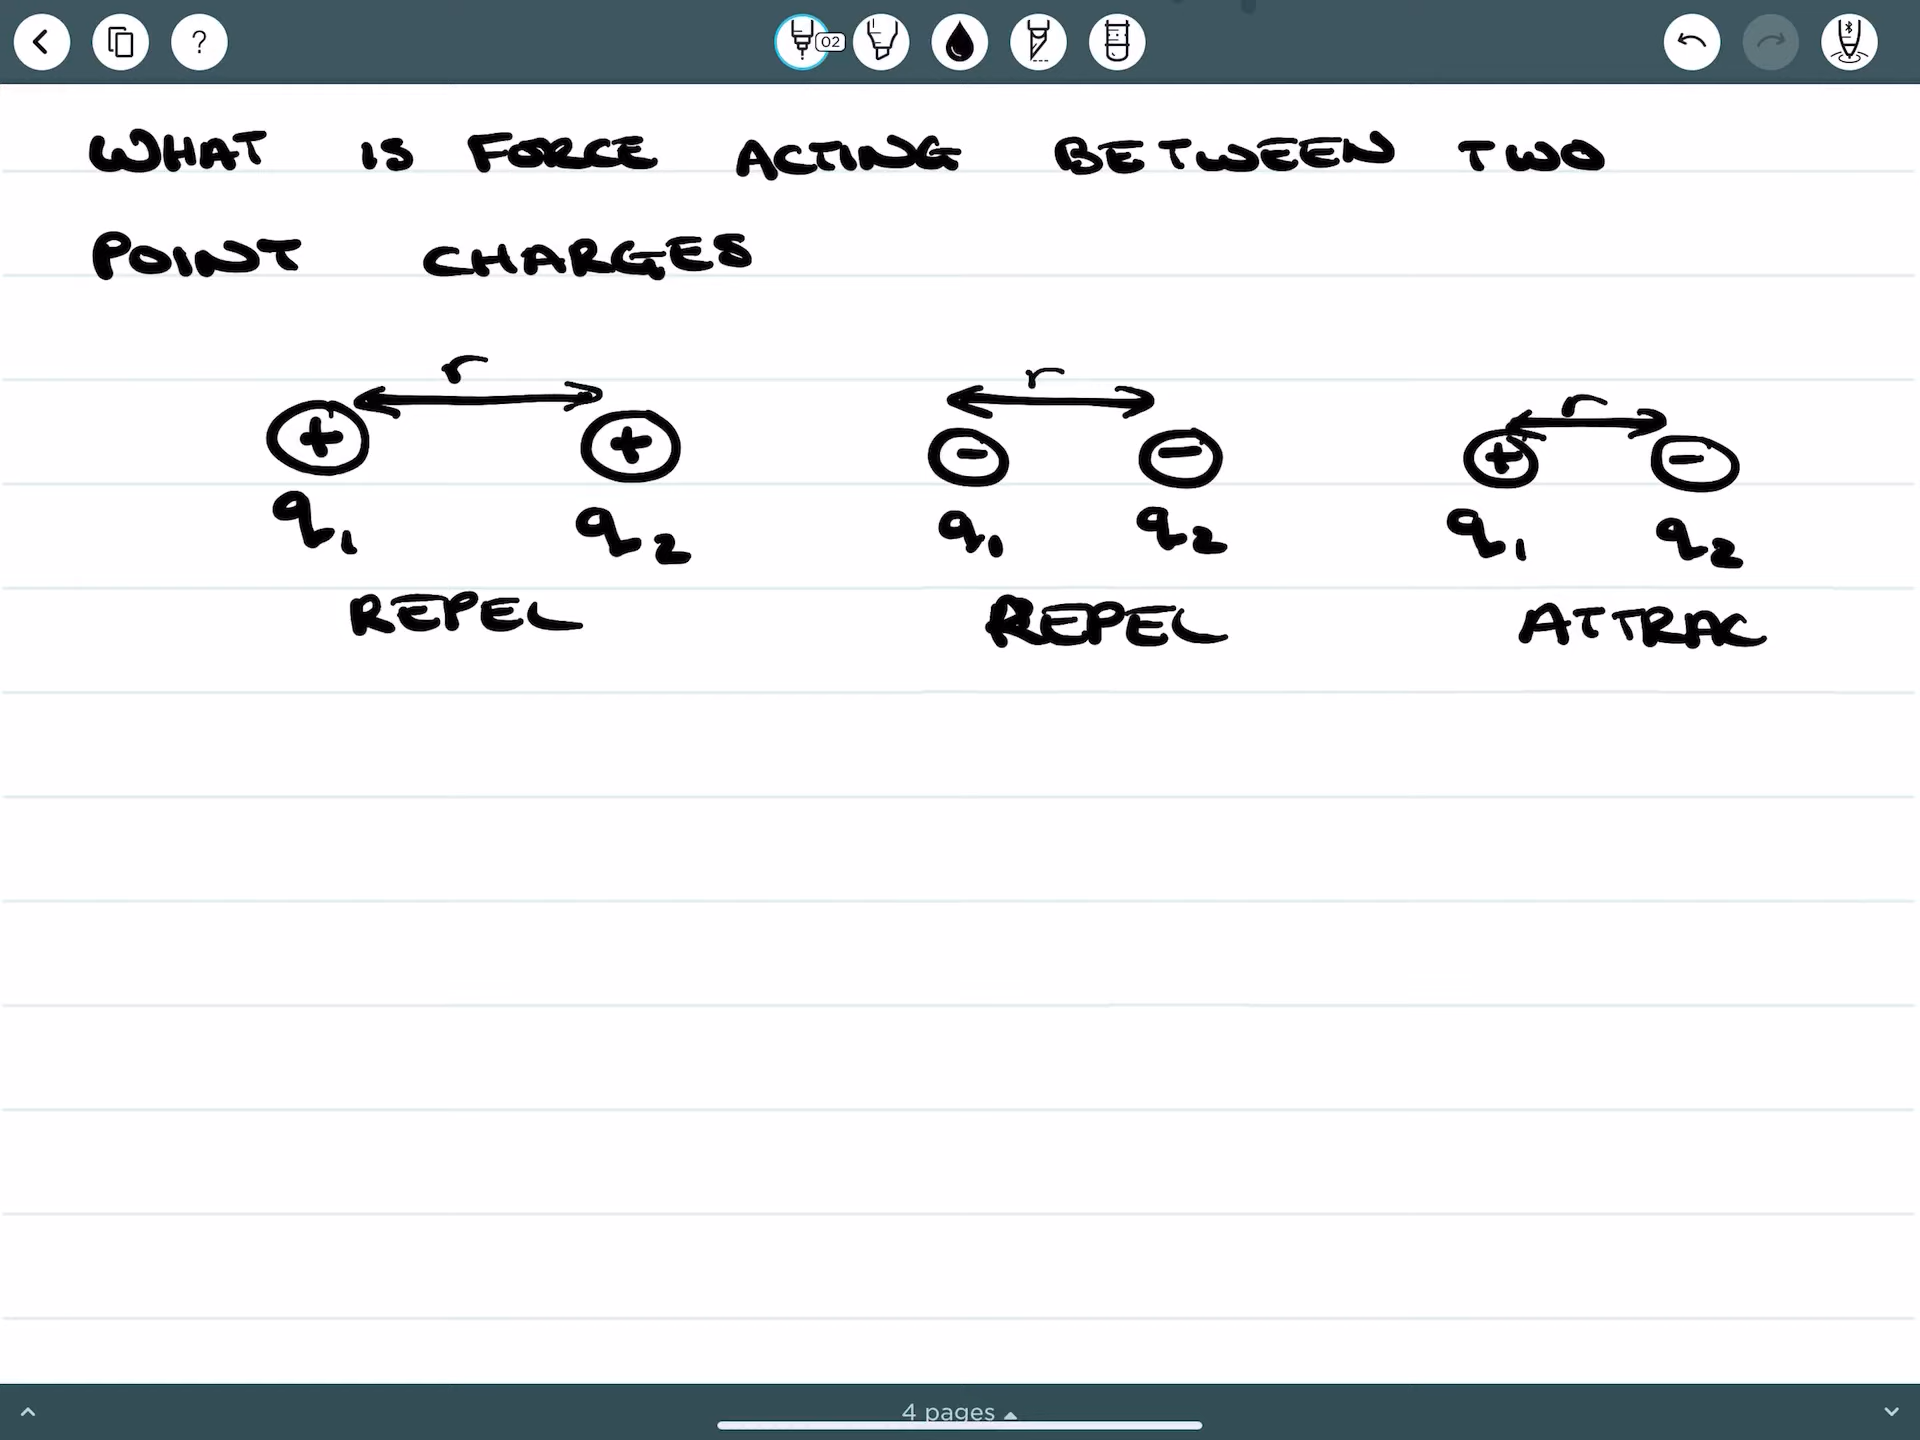 ?
02
WHAT IS FORCE ACTING BETWEEN TWO
POINT CHARGES
r r r
+ + - - + -
q1 q2 q1 q2 q1 q2
REPEL REPEL ATTRAC
4 pages